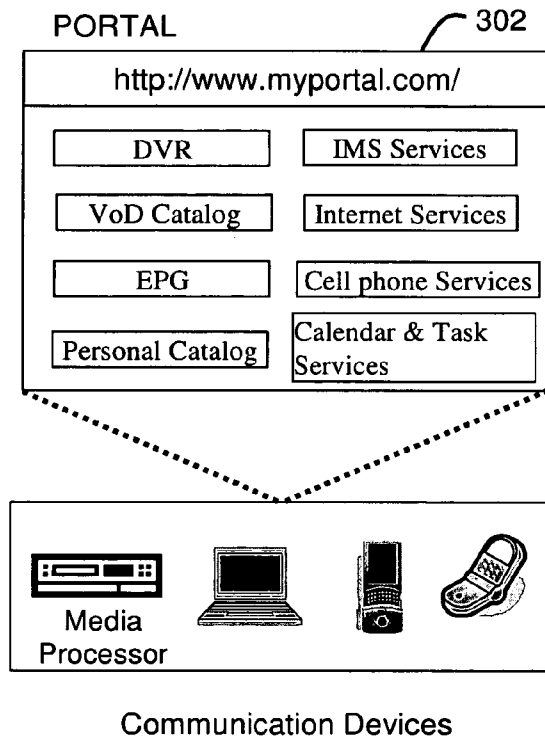 PORTAL
302
http://www.myportal.com/
DVR
IMS Services
VoD Catalog
Internet Services
EPG
Cell phone Services
Personal Catalog
Calendar & Task
Services
Media
Processor
Communication Devices